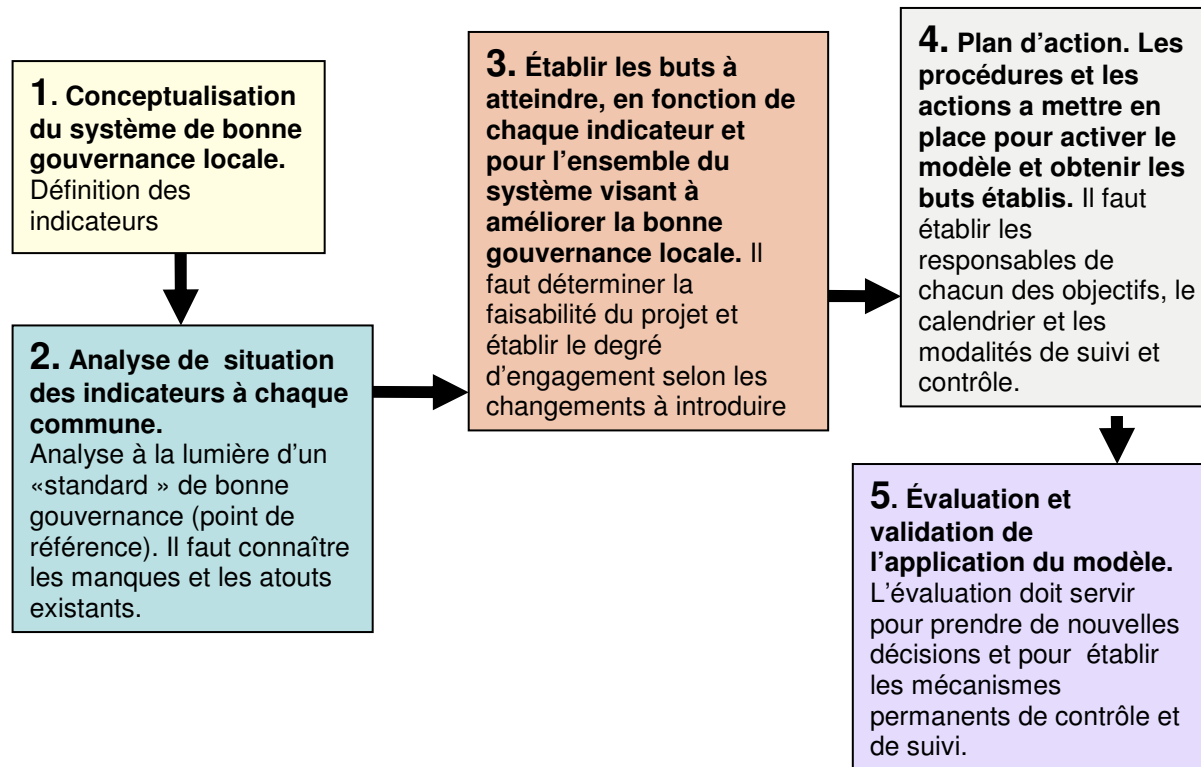 1. Conceptualisation
du système de bonne
gouvernance locale.
Définition des
indicateurs
2. Analyse de situation
des indicateurs à chaque
commune.
Analyse à la lumière d'un
«standard » de bonne
gouvernance (point de
référence). Il faut connaître
les manques et les atouts
existants.
3. Établir les buts à
atteindre, en fonction de
chaque indicateur et
pour l'ensemble du
système visant à
améliorer la bonne
gouvernance locale. Il
faut déterminer la
faisabilité du projet et
établir le degré
d'engagement selon les
changements à introduire
4. Plan d'action. Les
procédures et les
actions a mettre en
place pour activer le
modèle et obtenir les
buts établis. Il faut
établir les
responsables de
chacun des objectifs, le
calendrier et les
modalités de suivi et
contrôle.
5. Évaluation et
validation de
l'application du modèle.
L'évaluation doit servir
pour prendre de nouvelles
décisions et pour établir
les mécanismes
permanents de contrôle et
de suivi.